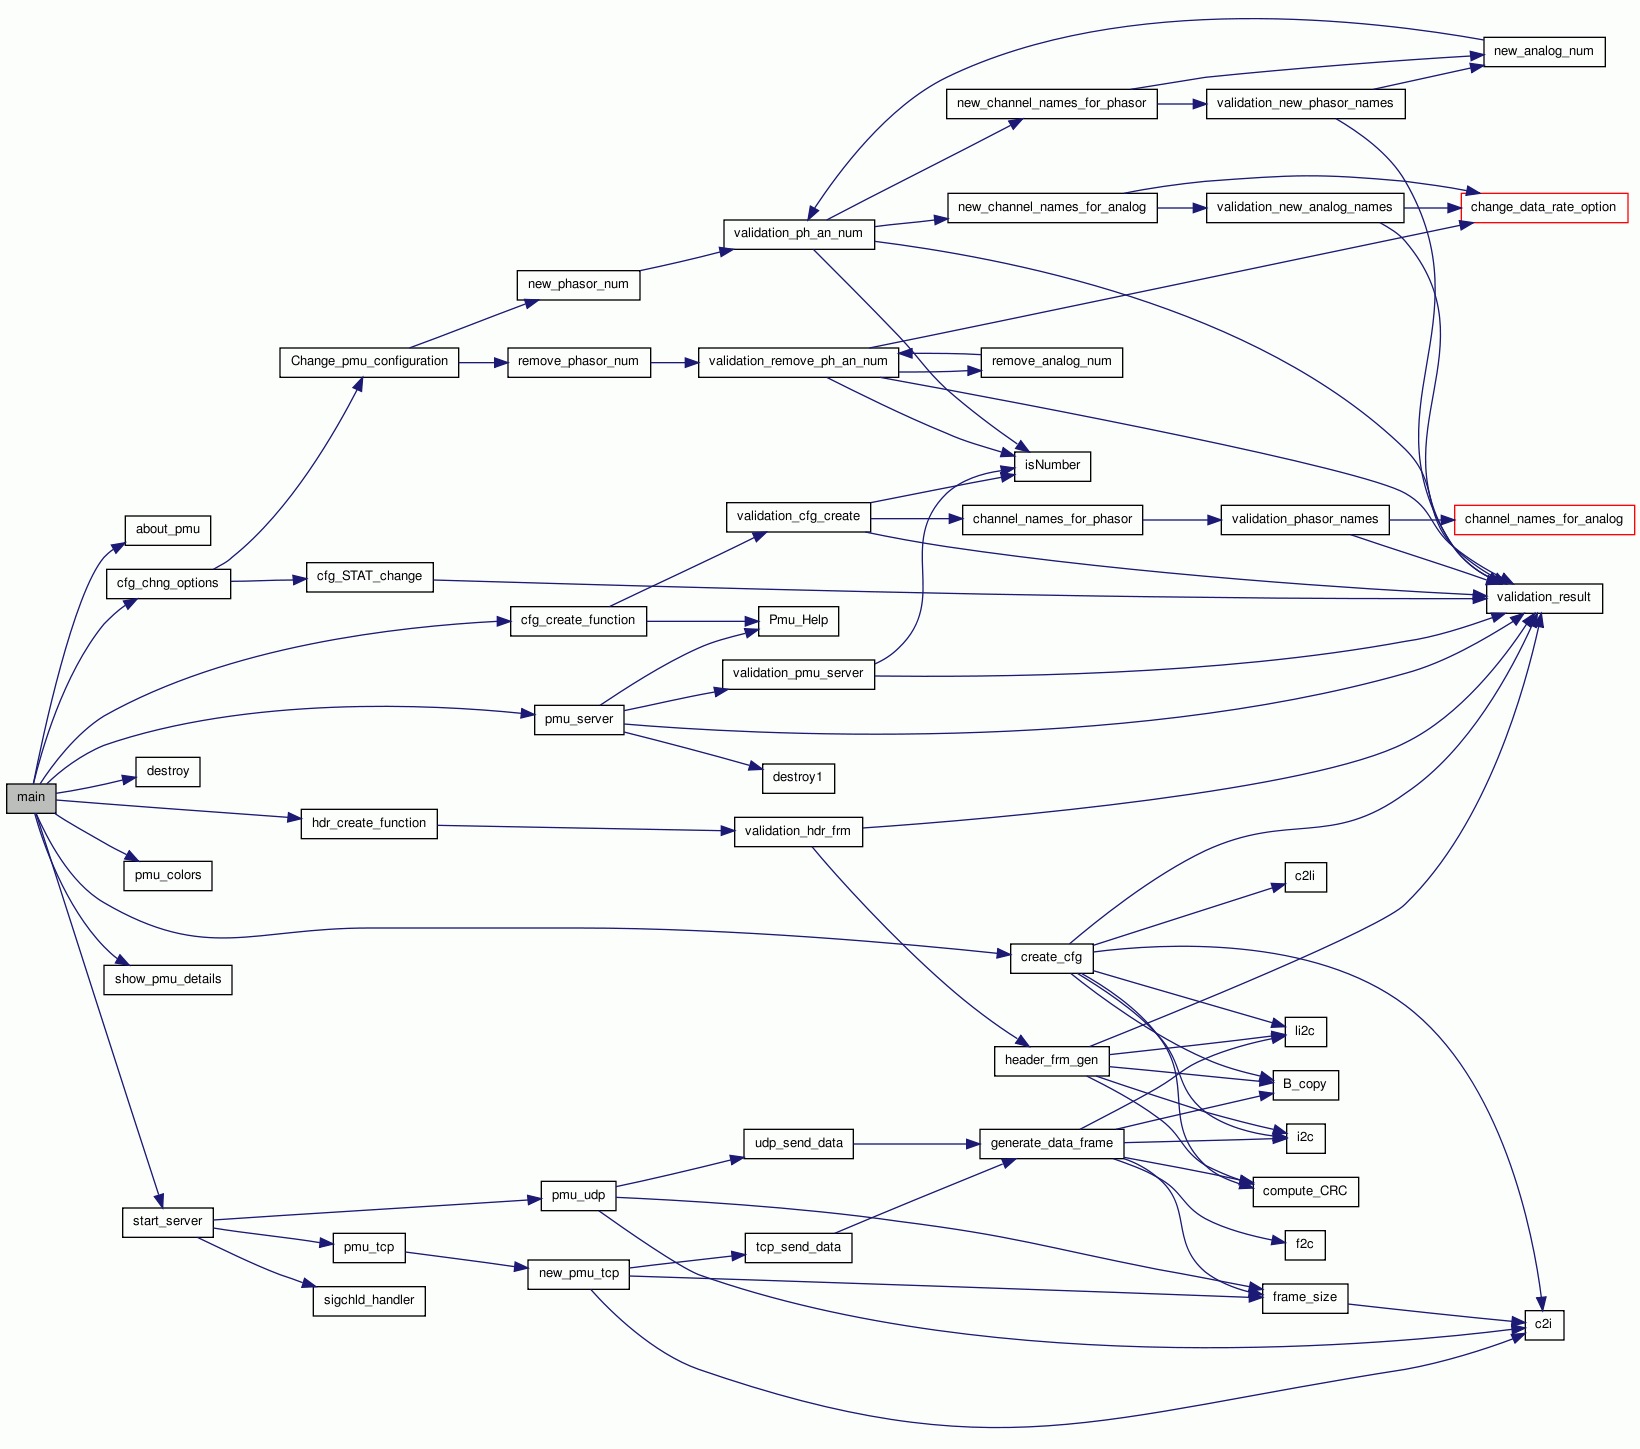 new_analog_num
new_channel_names_for_phasor
validation_new_phasor_names
new_channel_names_for_analog
validation_new_analog_names
change_data_rate_option
validation_ph_an_num
new_phasor_num
Change_pmu_configuration
remove_phasor_num
validation_remove_ph_an_num
remove_analog_num
isNumber
validation_cfg_create
channel_names_for_phasor
validation_phasor_names
channel_names_for_analog
about_pmu
cfg_chng_options
cfg_STAT_change
validation_result
cfg_create_function
Pmu_Help
validation_pmu_server
pmu_server
destroy
destroy1
main
hdr_create_function
validation_hdr_frm
pmu_colors
c2li
create_cfg
show_pmu_details
li2c
header_frm_gen
B_copy
udp_send_data
generate_data_frame
i2c
pmu_udp
compute_CRC
start_server
pmu_tcp
tcp_send_data
f2c
new_pmu_tcp
sigchld_handler
frame_size
c2i